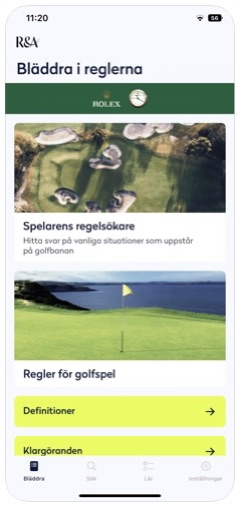 11:20
56
R&A
Bläddra i reglerna
ROLEX
Spelarens regelsökare
Hitta svar på vanliga situationer som uppstår
på golfbanan
Regler för golfspel
Definitioner
Klargöranden
Bläddra
Sök
Lär
Inställningar